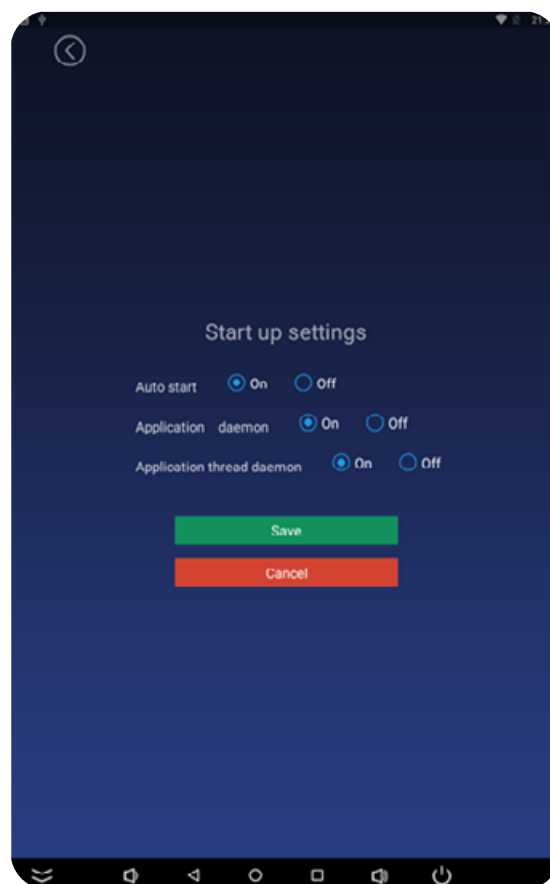 Start up settings
Auto start On Off
Application daemon On Off
Application thread daemon On Off
Save
Cancel